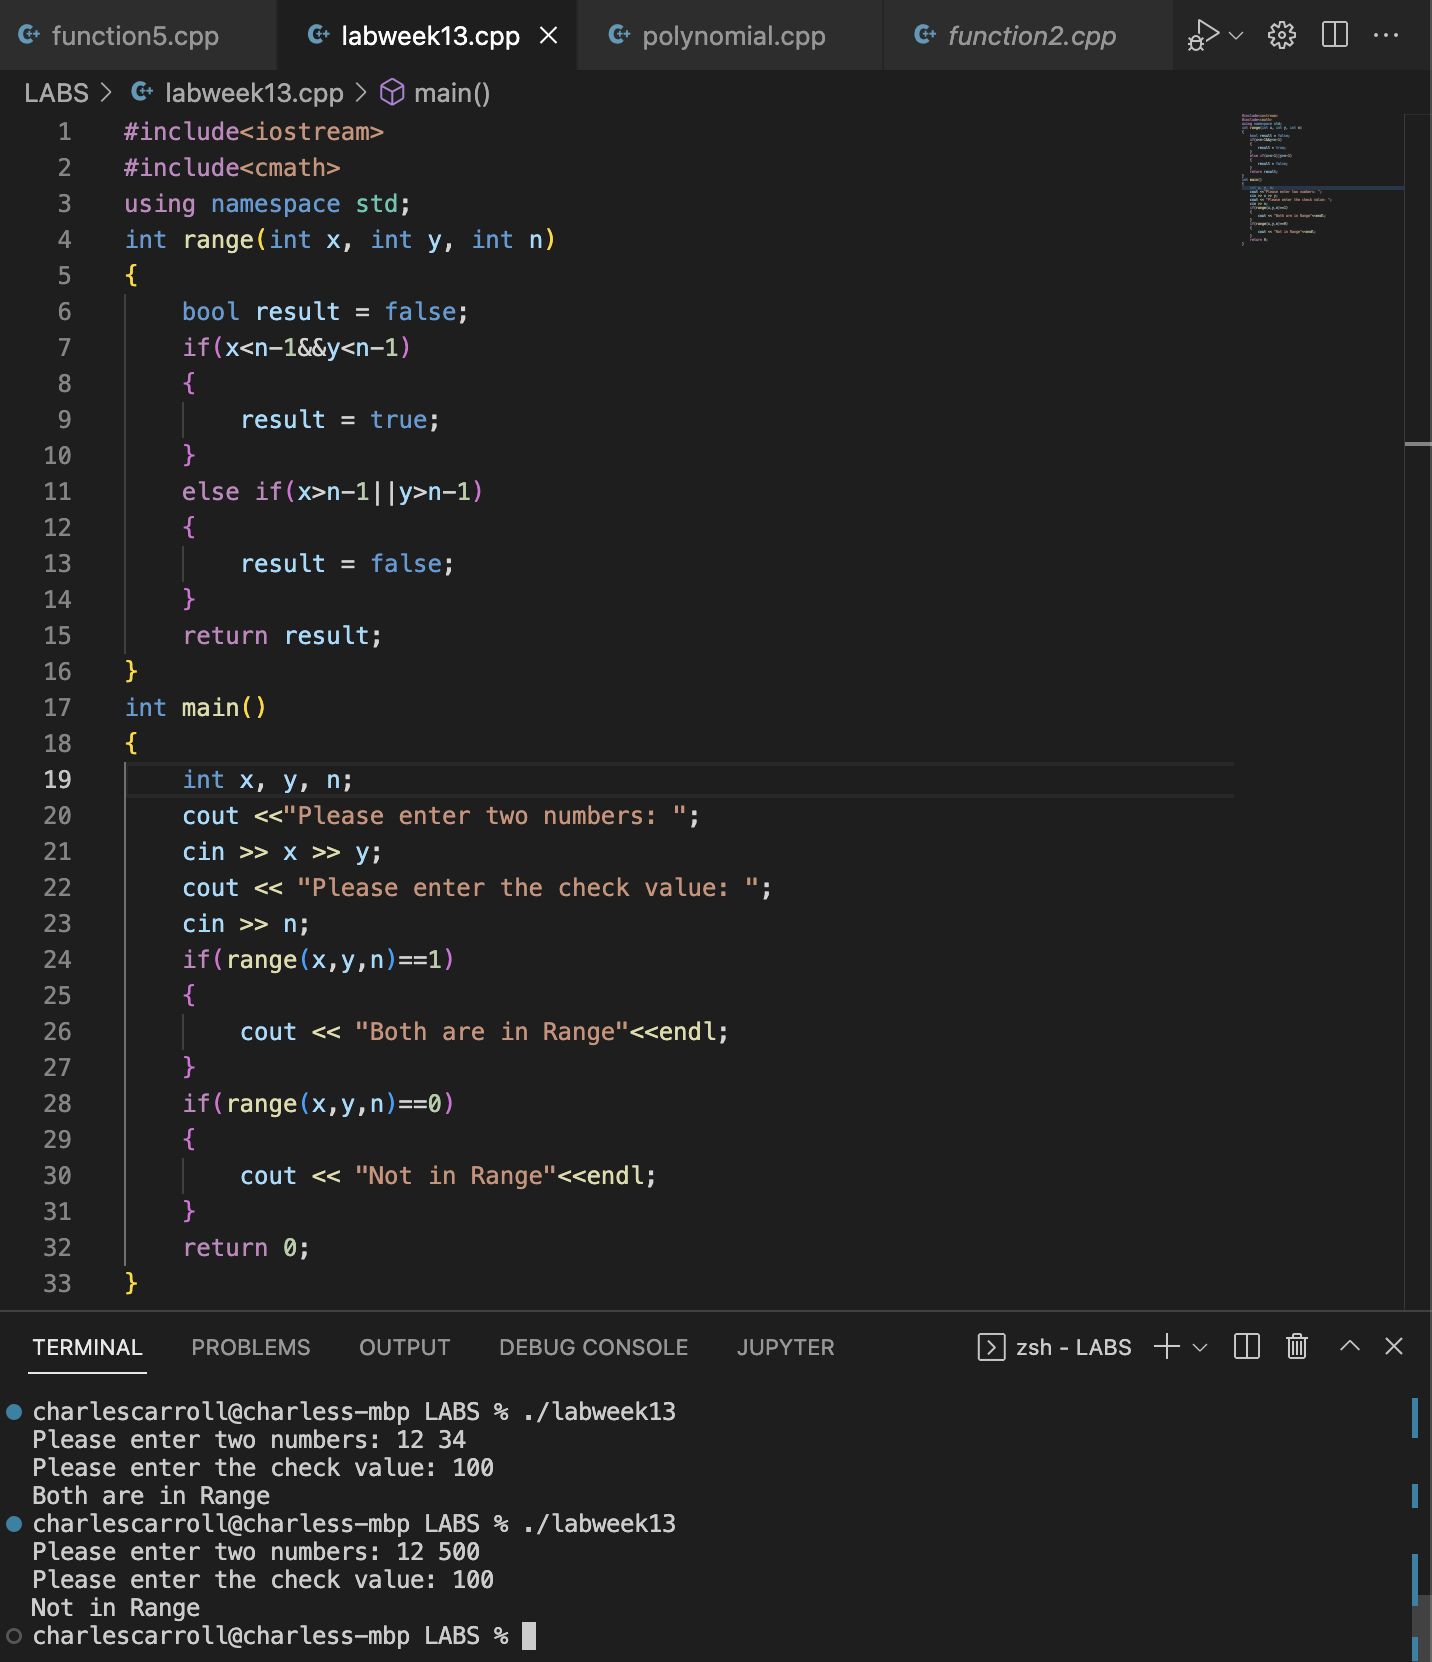 function5.cpp labweek13.cpp polynomial.cpp function2.cpp
LABS > labweek13.cpp > main()
1 #include<iostream>
2 #include<cmath>
3 using namespace std;
4 int range(int x, int y, int n)
5 {
6     bool result = false;
7     if(x<n-1&&y<n-1)
8     {
9         result = true;
10     }
11     else if(x>n-1||y>n-1)
12     {
13         result = false;
14     }
15     return result;
16 }
17 int main()
18 {
19     int x, y, n;
20     cout <<"Please enter two numbers: ";
21     cin >> x >> y;
22     cout << "Please enter the check value: ";
23     cin >> n;
24     if(range(x,y,n)==1)
25     {
26         cout << "Both are in Range"<<endl;
27     }
28     if(range(x,y,n)==0)
29     {
30         cout << "Not in Range"<<endl;
31     }
32     return 0;
33 }
TERMINAL PROBLEMS OUTPUT DEBUG CONSOLE JUPYTER zsh - LABS
charlescarroll@charless-mbp LABS % ./labweek13
Please enter two numbers: 12 34
Please enter the check value: 100
Both are in Range
charlescarroll@charless-mbp LABS % ./labweek13
Please enter two numbers: 12 500
Please enter the check value: 100
Not in Range
charlescarroll@charless-mbp LABS %